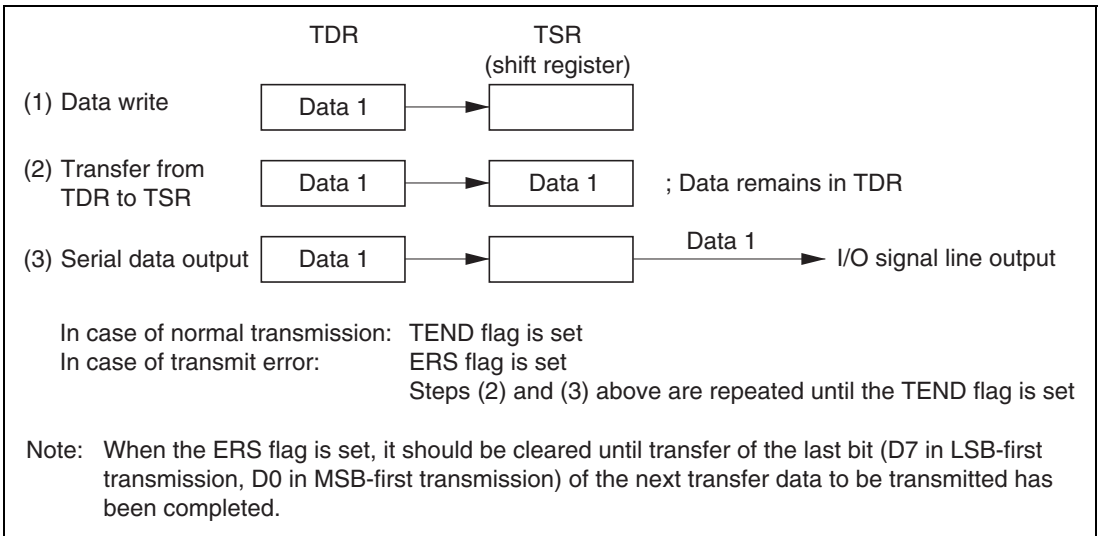 TDR TSR
(shift register)
(1) Data write Data 1
(2) Transfer from
TDR to TSR Data 1 Data 1 ; Data remains in TDR
(3) Serial data output Data 1 Data 1 I/O signal line output
In case of normal transmission: TEND flag is set
In case of transmit error: ERS flag is set
Steps (2) and (3) above are repeated until the TEND flag is set
Note: When the ERS flag is set, it should be cleared until transfer of the last bit (D7 in LSB-first
transmission, D0 in MSB-first transmission) of the next transfer data to be transmitted has
been completed.